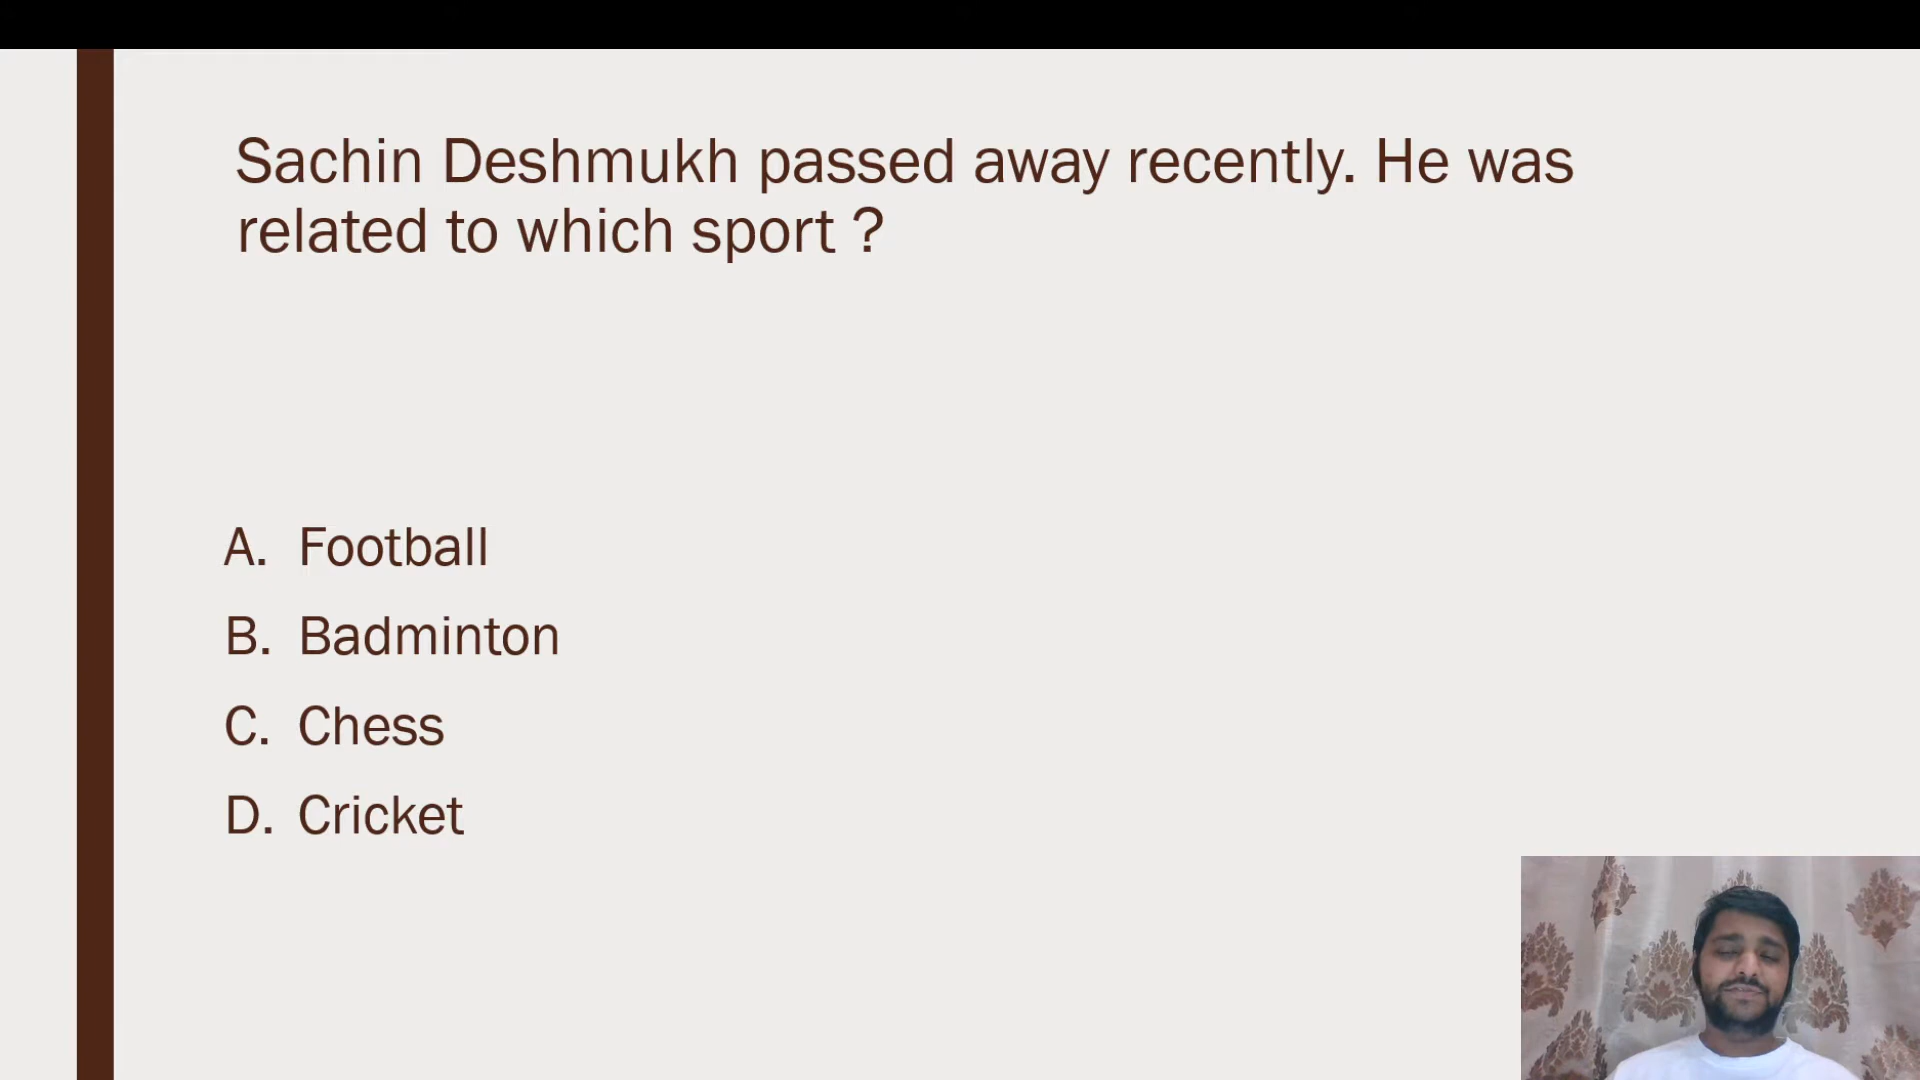 Sachin Deshmukh passed away recently. He was
related to which sport ?
A. Football
B. Badminton
C. Chess
D. Cricket